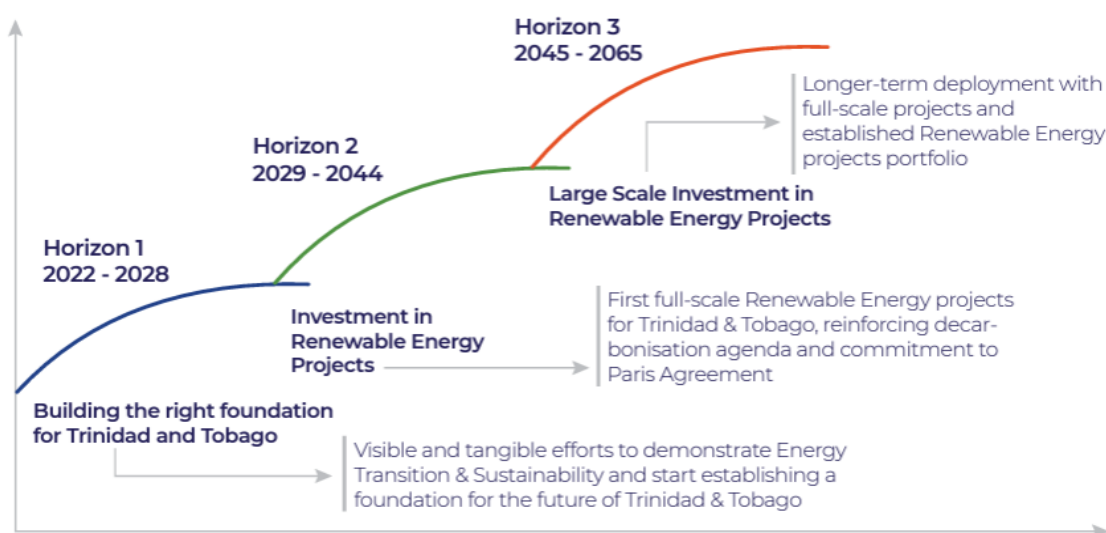 Horizon 3
2045 - 2065
Longer-term deployment with
full-scale projects and
established Renewable Energy
projects portfolio
Horizon 2
2029 - 2044
Large Scale Investment in
Renewable Energy Projects
Horizon 1
2022 - 2028
Investment in
Renewable Energy
Projects
First full-scale Renewable Energy projects
for Trinidad & Tobago, reinforcing decar-
bonisation agenda and commitment to
Paris Agreement
Building the right foundation
for Trinidad and Tobago
Visible and tangible efforts to demonstrate Energy
Transition & Sustainability and start establishing a
foundation for the future of Trinidad & Tobago